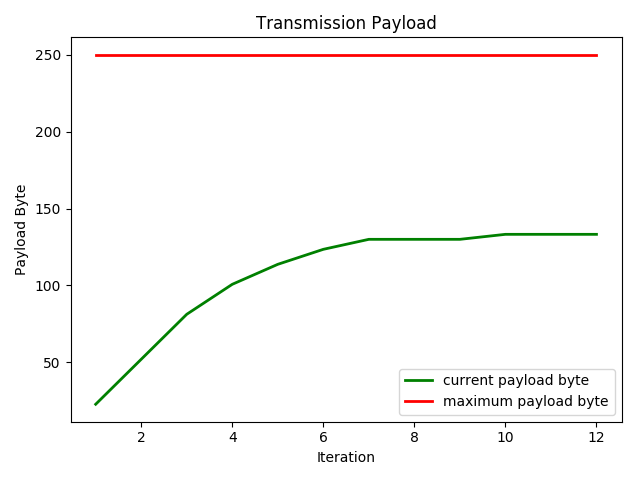 Transmission Payload
250
200
150
100
50
Payload Byte
2 4 6 8 10 12
Iteration
current payload byte
maximum payload byte